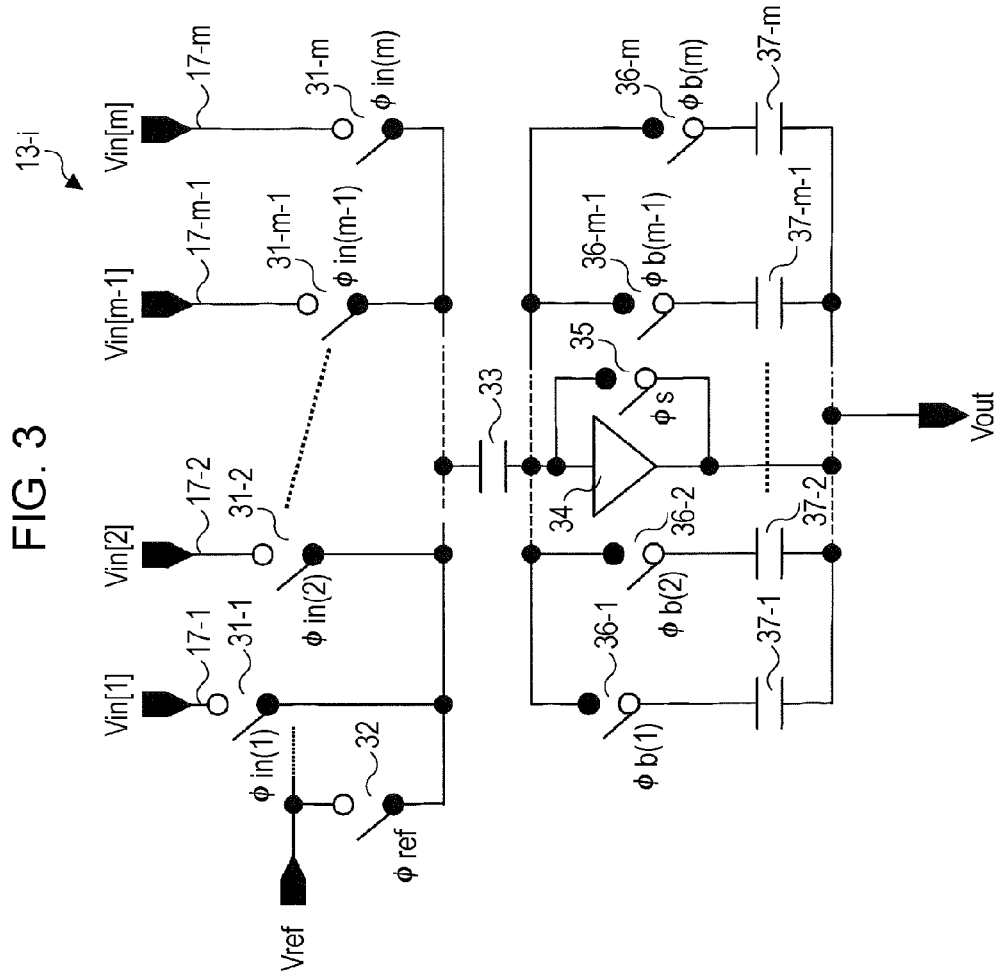 FIG. 3
13-i
Vin[1]
Vin[2]
Vin[m-1]
Vin[m]
17-1
17-2
17-m-1
17-m
31-1
31-2
31-m-1
31-m
ϕ in(1)
ϕ in(2)
ϕ in(m-1)
ϕ in(m)
Vref
32
ϕ ref
33
34
35
ϕ s
36-1
36-2
36-m-1
36-m
ϕ b(1)
ϕ b(2)
ϕ b(m-1)
ϕ b(m)
37-1
37-2
37-m-1
37-m
Vout